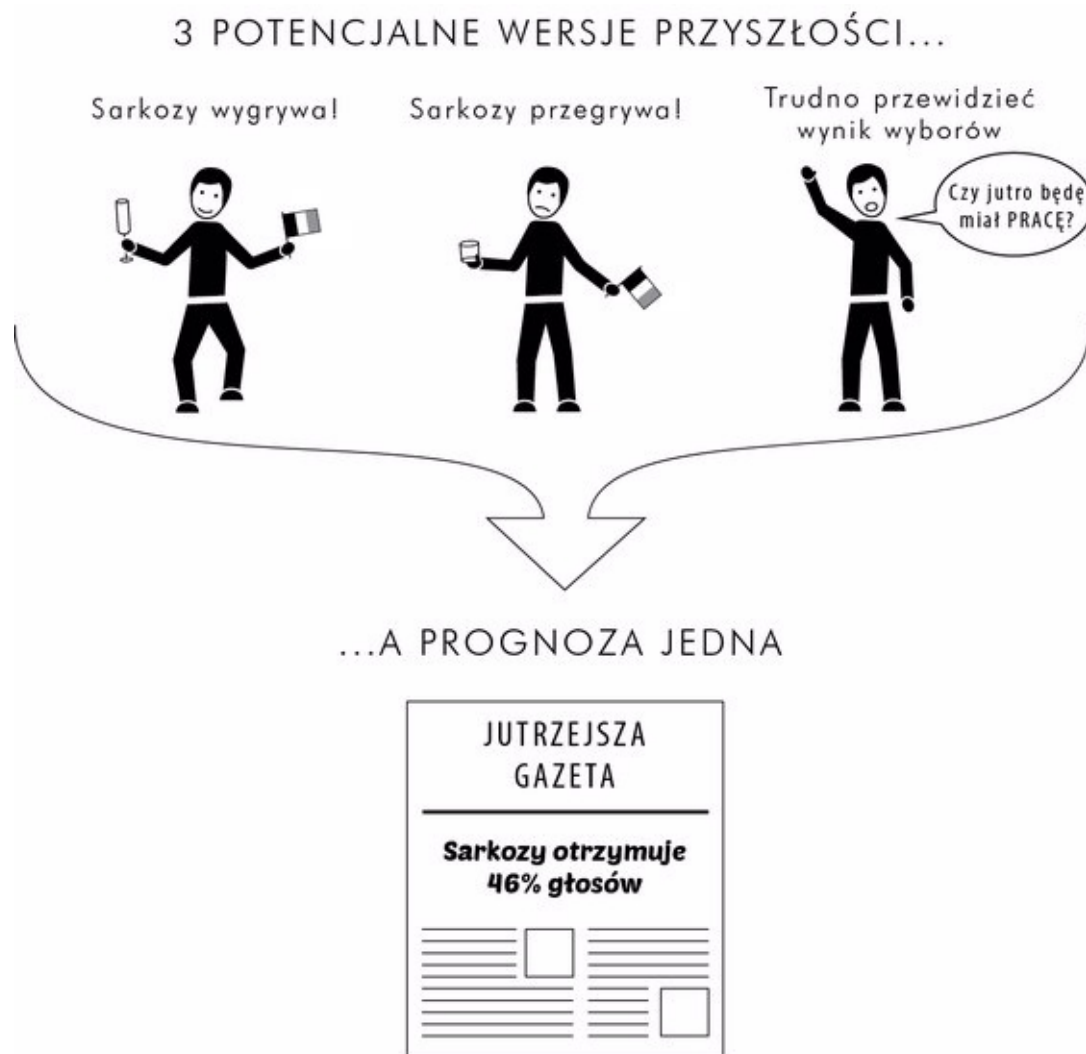 3 POTENCJALNE WERSJE PRZYSZŁOŚCI...
Sarkozy wygrywa!
Sarkozy przegrywa!
Trudno przewidzieć
wynik wyborów
Czy jutro będę
miał PRACĘ?
...A PROGNOZA JEDNA
JUTRZEJSZA
GAZETA
Sarkozy otrzymuje
46% głosów